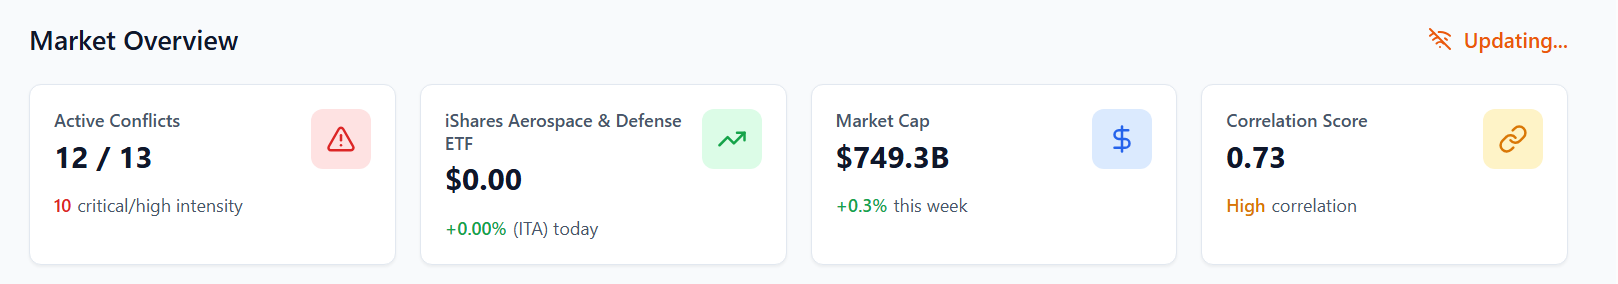 Market Overview
Updating...
Active Conflicts
12 / 13
10 critical/high intensity
iShares Aerospace & Defense
ETF
$0.00
+0.00% (ITA) today
Market Cap
$749.3B
+0.3% this week
Correlation Score
0.73
High correlation